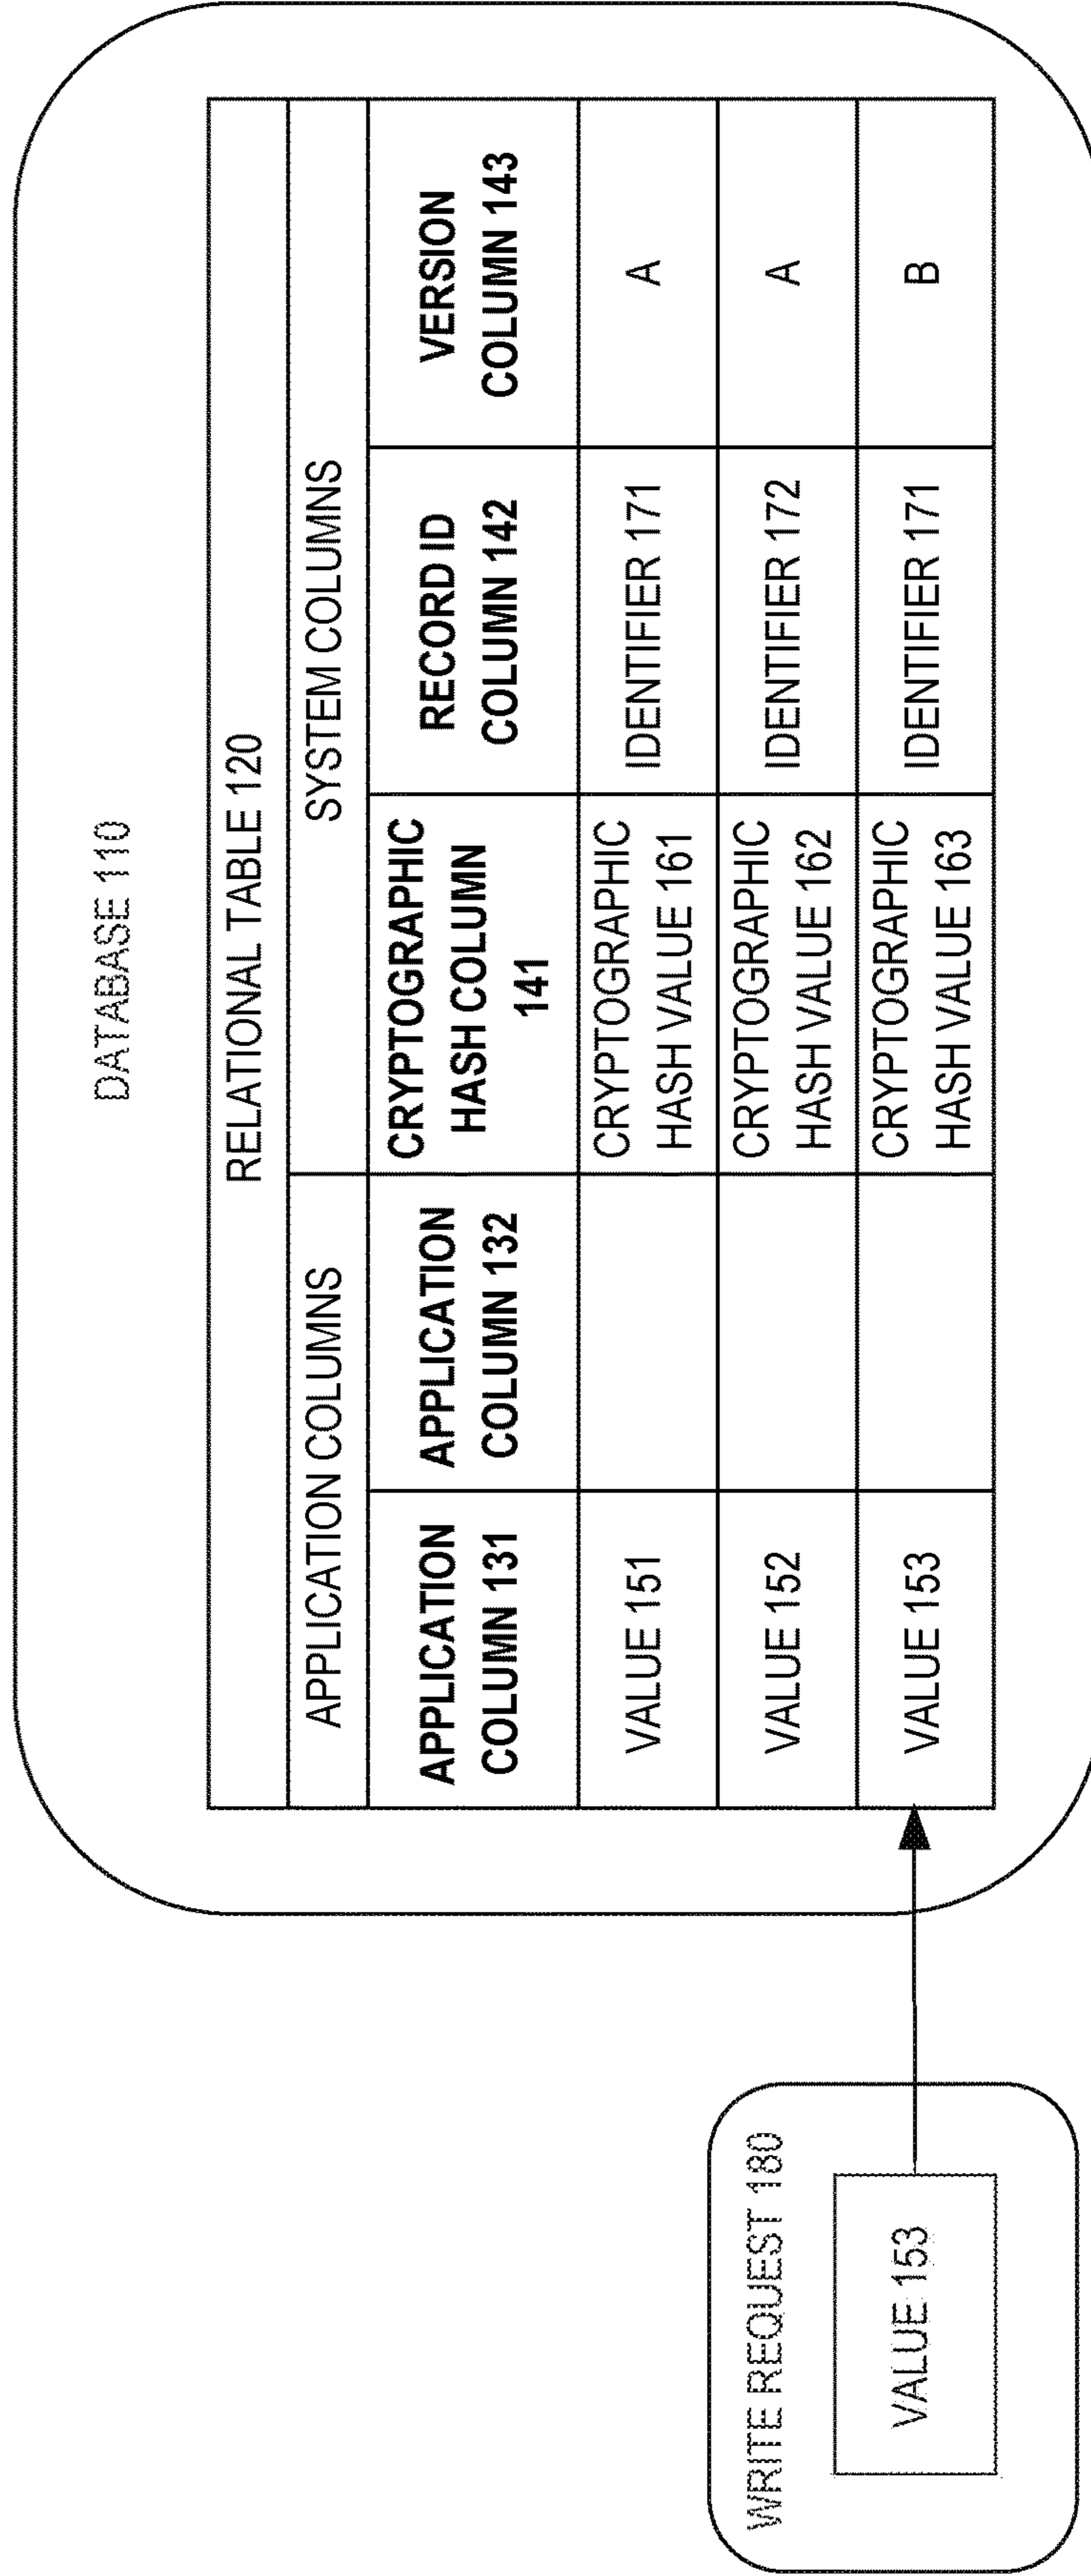 DATABASE 110
RELATIONAL TABLE 120
APPLICATION COLUMNS
SYSTEM COLUMNS
APPLICATION
COLUMN 131
APPLICATION
COLUMN 132
CRYPTOGRAPHIC
HASH COLUMN
141
RECORD ID
COLUMN 142
VERSION
COLUMN 143
VALUE 151
CRYPTOGRAPHIC
HASH VALUE 161
IDENTIFIER 171
A
VALUE 152
CRYPTOGRAPHIC
HASH VALUE 162
IDENTIFIER 172
A
VALUE 153
CRYPTOGRAPHIC
HASH VALUE 163
IDENTIFIER 171
B
WRITE REQUEST 180
VALUE 153